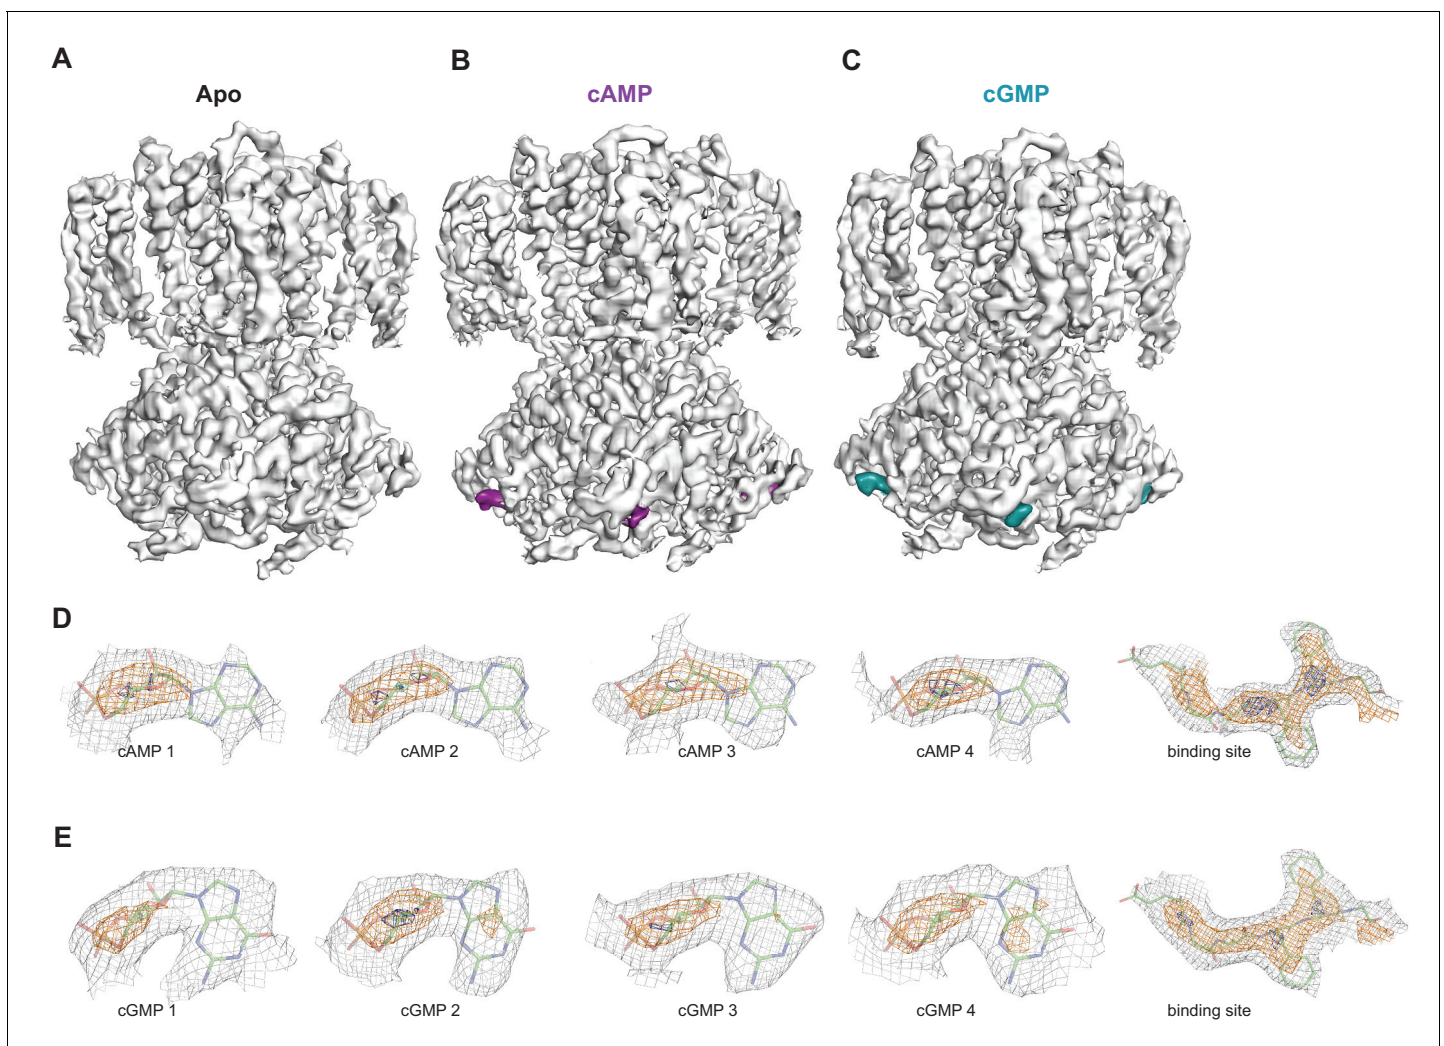 A
B
C
Apo
cAMP
cGMP
D
cAMP 1
cAMP 2
cAMP 3
cAMP 4
binding site
E
cGMP 1
cGMP 2
cGMP 3
cGMP 4
binding site